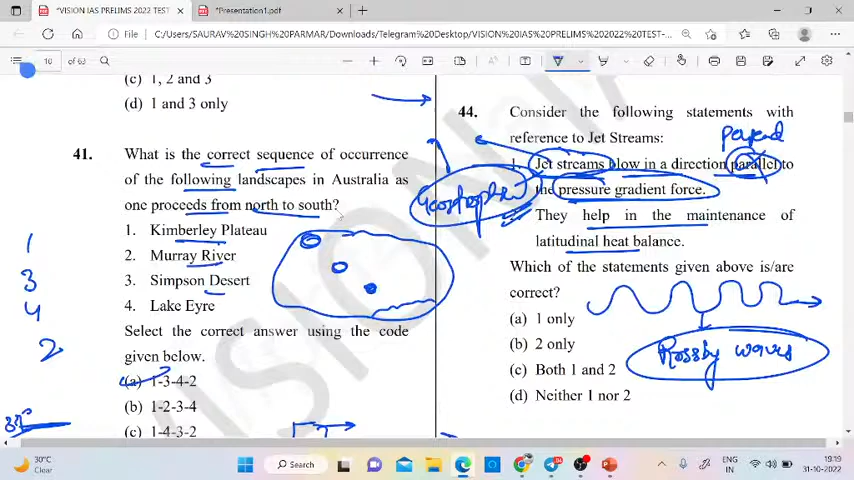 *VISION IAS PRELIMS 2022 TEST-
*Presentation1.pdf
File
C:/Users/SAURAV%20SINGH%20PARMAR/Downloads/Telegram%20Desktop/VISION%20IAS%20PRELIMS%202022%20TEST-...
10 of 63
(c) 1, 2 and 3
(d) 1 and 3 only
41. What is the correct sequence of occurrence
of the following landscapes in Australia as
one proceeds from north to south?
1. Kimberley Plateau
2. Murray River
3. Simpson Desert
4. Lake Eyre
Select the correct answer using the code
given below.
(a) 1-3-4-2
(b) 1-2-3-4
(c) 1-4-3-2
1
3
4
2
44. Consider the following statements with
reference to Jet Streams:
1. Jet streams blow in a direction parallel to
the pressure gradient force.
They help in the maintenance of
latitudinal heat balance.
Which of the statements given above is/are
correct?
(a) 1 only
(b) 2 only
(c) Both 1 and 2
(d) Neither 1 nor 2
Rossby waves
VISION
30°C
Clear
Search
ENG
IN
19:19
31-10-2022